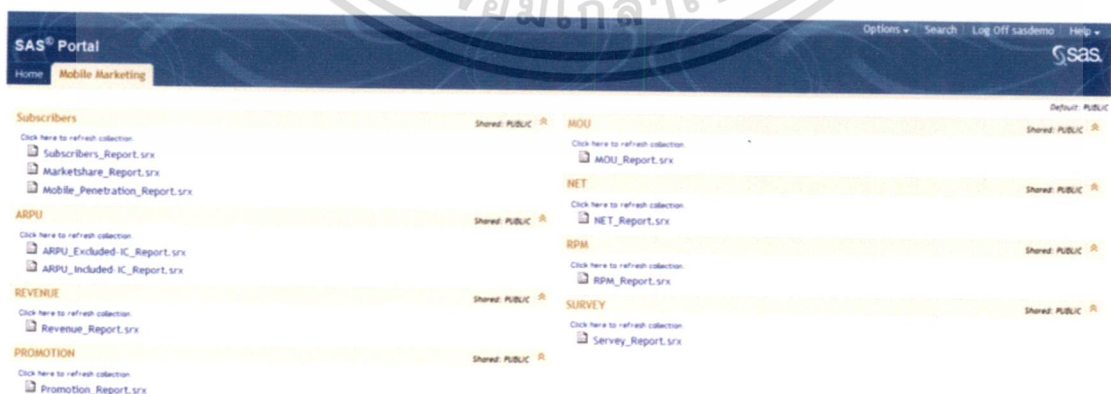 Options Search Log Off sasdemo Help
SAS® Portal
sas.
Home Mobile Marketing
Default: PUBLIC
Subscribers Shared: PUBLIC
Click here to refresh collection.
Subscribers_Report.srx
Marketshare_Report.srx
Mobile_Penetration_Report.srx
ARPU Shared: PUBLIC
Click here to refresh collection.
ARPU_Excluded-IC_Report.srx
ARPU_Included-IC_Report.srx
REVENUE Shared: PUBLIC
Click here to refresh collection.
Revenue_Report.srx
PROMOTION Shared: PUBLIC
Click here to refresh collection.
Promotion_Report.srx
MOU Shared: PUBLIC
Click here to refresh collection.
MOU_Report.srx
NET Shared: PUBLIC
Click here to refresh collection.
NET_Report.srx
RPM Shared: PUBLIC
Click here to refresh collection.
RPM_Report.srx
SURVEY Shared: PUBLIC
Click here to refresh collection.
Servey_Report.srx